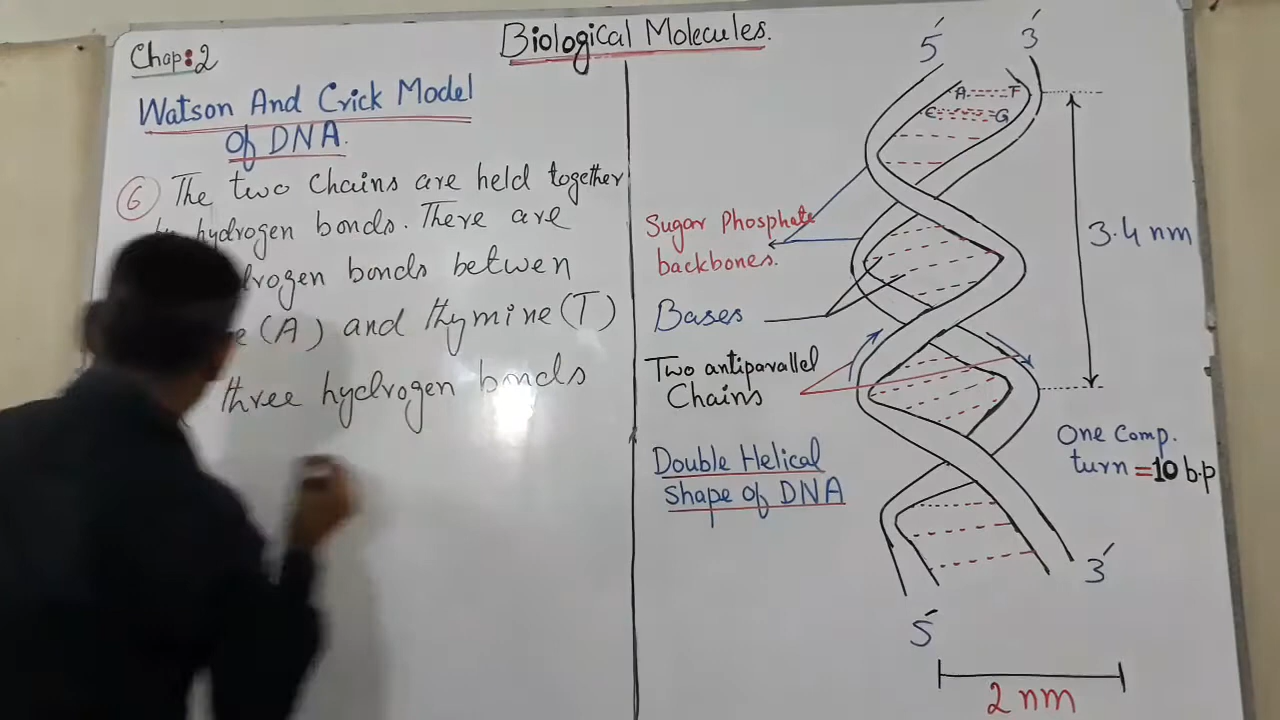 Chap:2
Biological Molecules.
Watson And Crick Model
of DNA.
6 The two Chains are held together
hydrogen bonds. There are
drogen bonds betwen
e (A) and thymine (T)
three hydrogen bonds
5´ 3´
A T
C G
Sugar Phosphate
backbones.
3.4 nm
Bases
Two antiparallel
Chains
One Comp.
turn = 10 b.p
Double Helical
Shape of DNA
3´
5´
2 nm